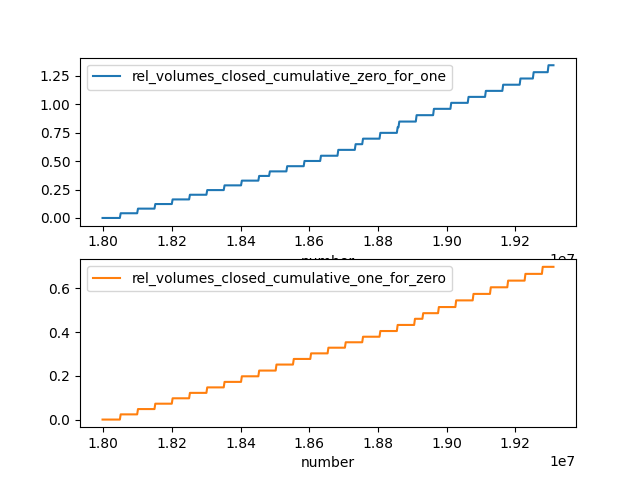 rel_volumes_closed_cumulative_zero_for_one
1.25
1.00
0.75
0.50
0.25
0.00
1.80 1.82 1.84 1.86 1.88 1.90 1.92
number 1e7
rel_volumes_closed_cumulative_one_for_zero
0.6
0.4
0.2
0.0
1.80 1.82 1.84 1.86 1.88 1.90 1.92
number 1e7